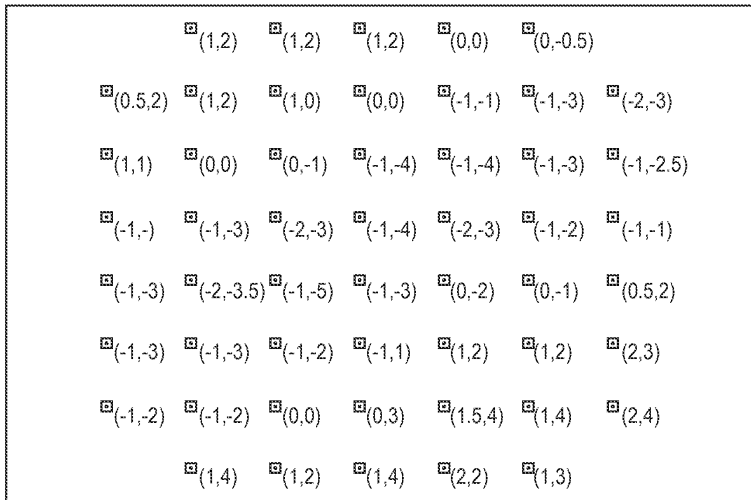 (1,2) (1,2) (1,2) (0,0) (0,-0.5)
(0.5,2) (1,2) (1,0) (0,0) (-1,-1) (-1,-3) (-2,-3)
(1,1) (0,0) (0,-1) (-1,-4) (-1,-4) (-1,-3) (-1,-2.5)
(-1,-) (-1,-3) (-2,-3) (-1,-4) (-2,-3) (-1,-2) (-1,-1)
(-1,-3) (-2,-3.5) (-1,-5) (-1,-3) (0,-2) (0,-1) (0.5,2)
(-1,-3) (-1,-3) (-1,-2) (-1,1) (1,2) (1,2) (2,3)
(-1,-2) (-1,-2) (0,0) (0,3) (1.5,4) (1,4) (2,4)
(1,4) (1,2) (1,4) (2,2) (1,3)